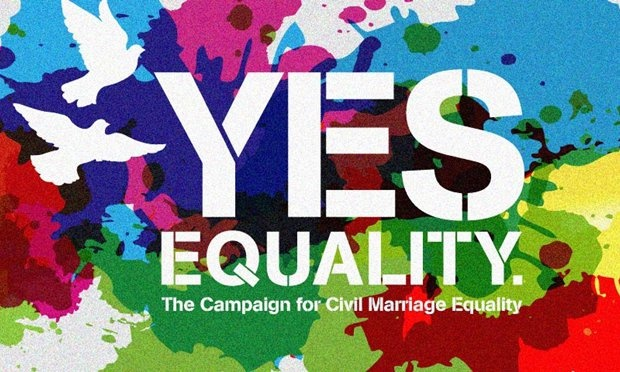 YES
EQUALITY.
The Campaign for Civil Marriage Equality